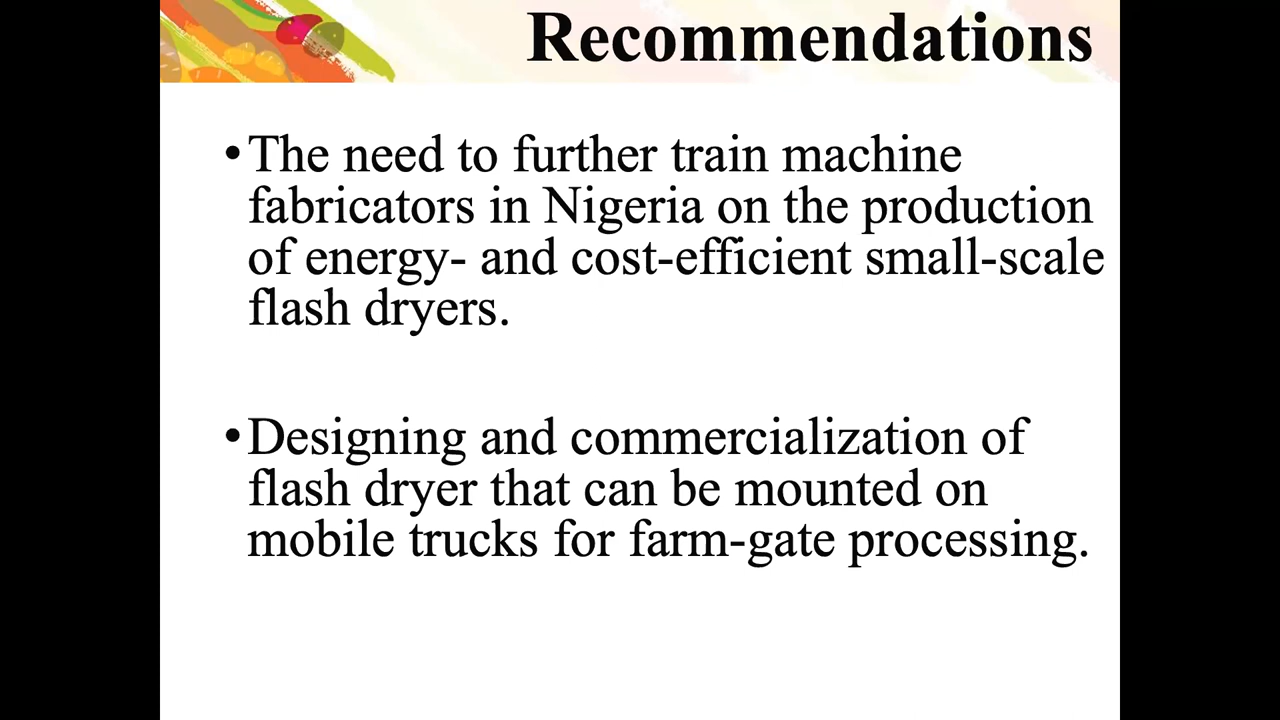 Recommendations
•The need to further train machine
fabricators in Nigeria on the production
of energy- and cost-efficient small-scale
flash dryers.
•Designing and commercialization of
flash dryer that can be mounted on
mobile trucks for farm-gate processing.